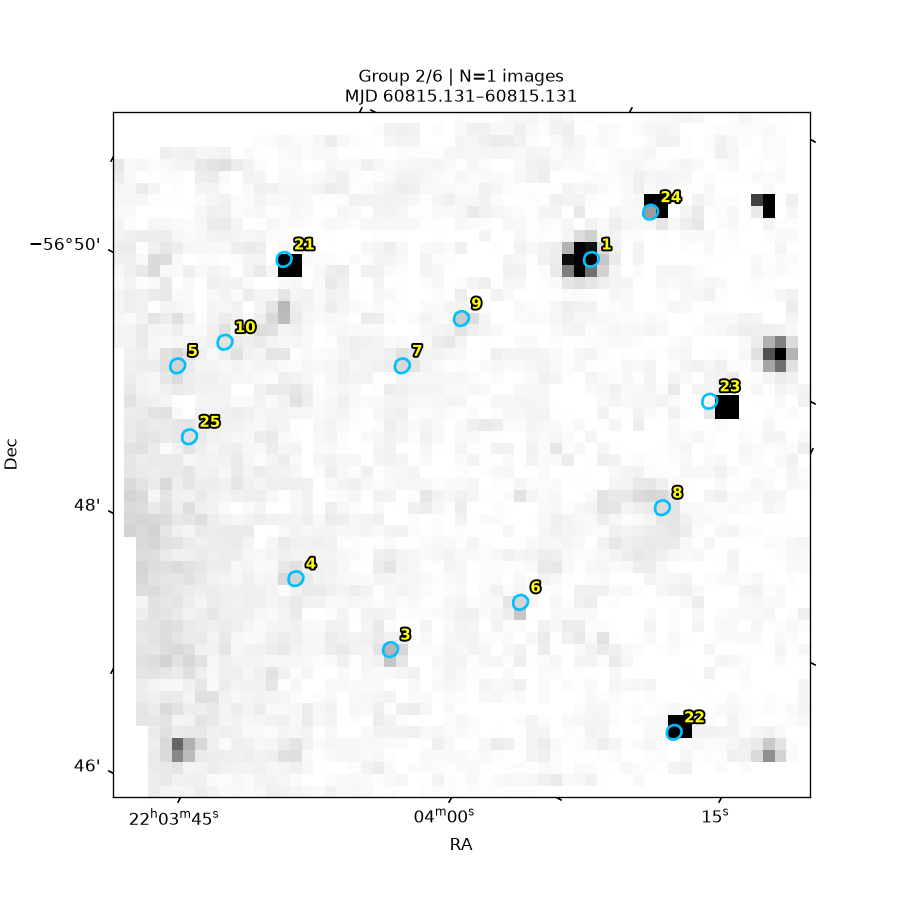 Group 2/6 | N=1 images
MJD 60815.131–60815.131
24
−56°50'
21
1
9
10
5
7
23
25
8
48'
4
6
3
22
46'
22ʰ03ᵐ45ˢ
04ᵐ00ˢ
15ˢ
RA
Dec